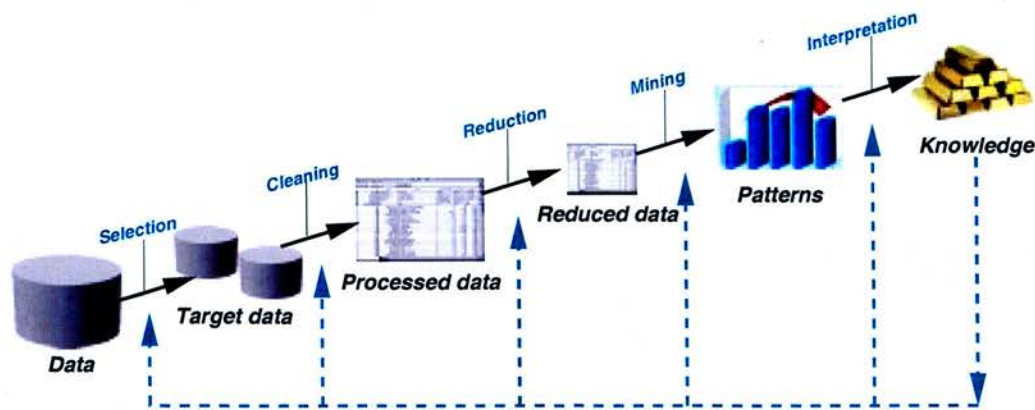 Data
Selection
Target data
Cleaning
Processed data
Reduction
Reduced data
Mining
Patterns
Interpretation
Knowledge